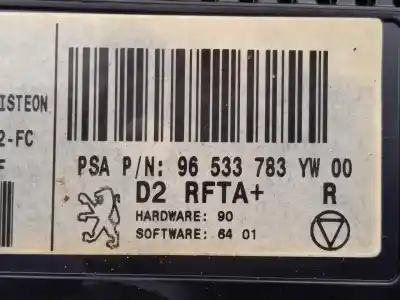 ISTEON
2-FC
F
PSA P/N: 96 533 783 YW 00
D2 RFTA+ R
HARDWARE: 90
SOFTWARE: 64 01